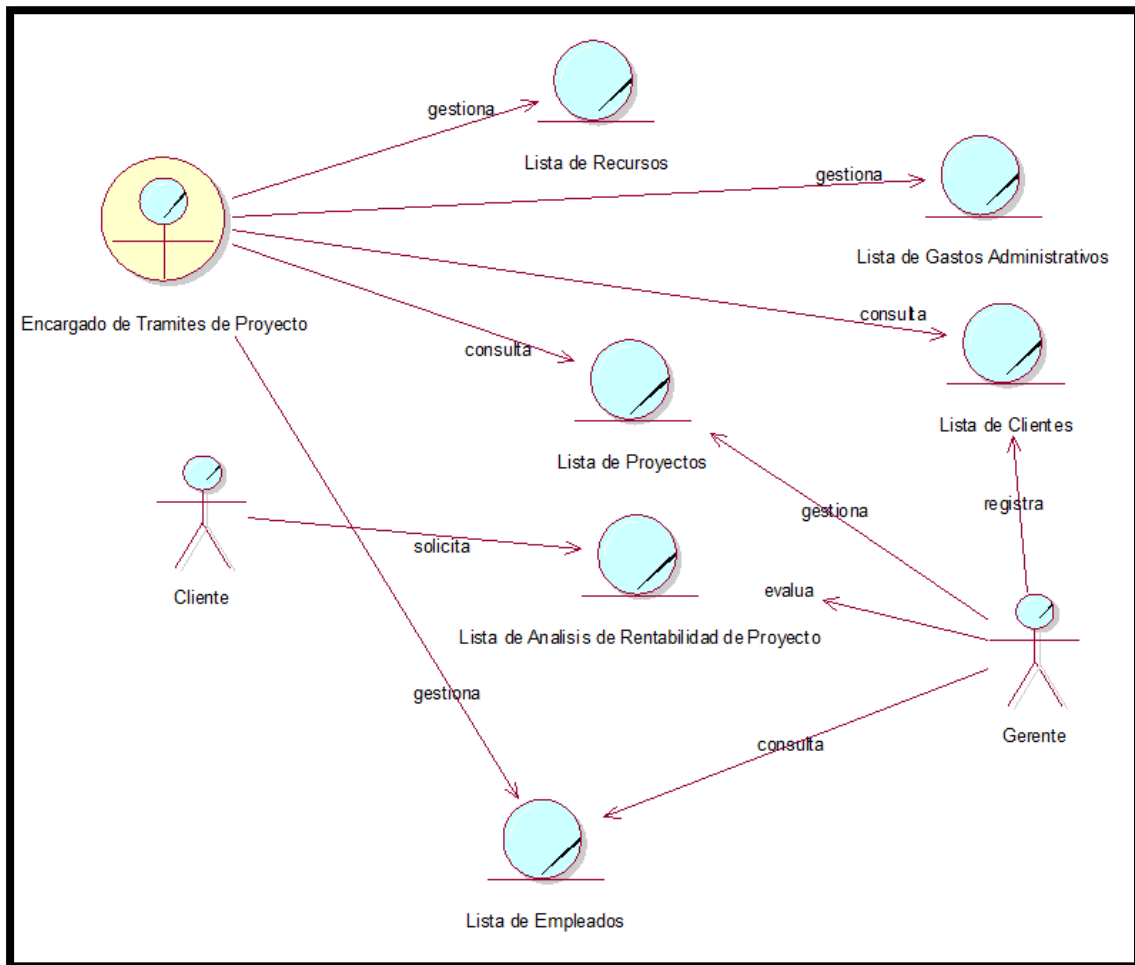 gestiona
Lista de Recursos
gestiona
Lista de Gastos Administrativos
Encargado de Tramites de Proyecto
consulta
consulta
Lista de Clientes
Lista de Proyectos
registra
gestiona
solicita
Cliente
evalua
Lista de Analisis de Rentabilidad de Proyecto
gestiona
Gerente
consulta
Lista de Empleados